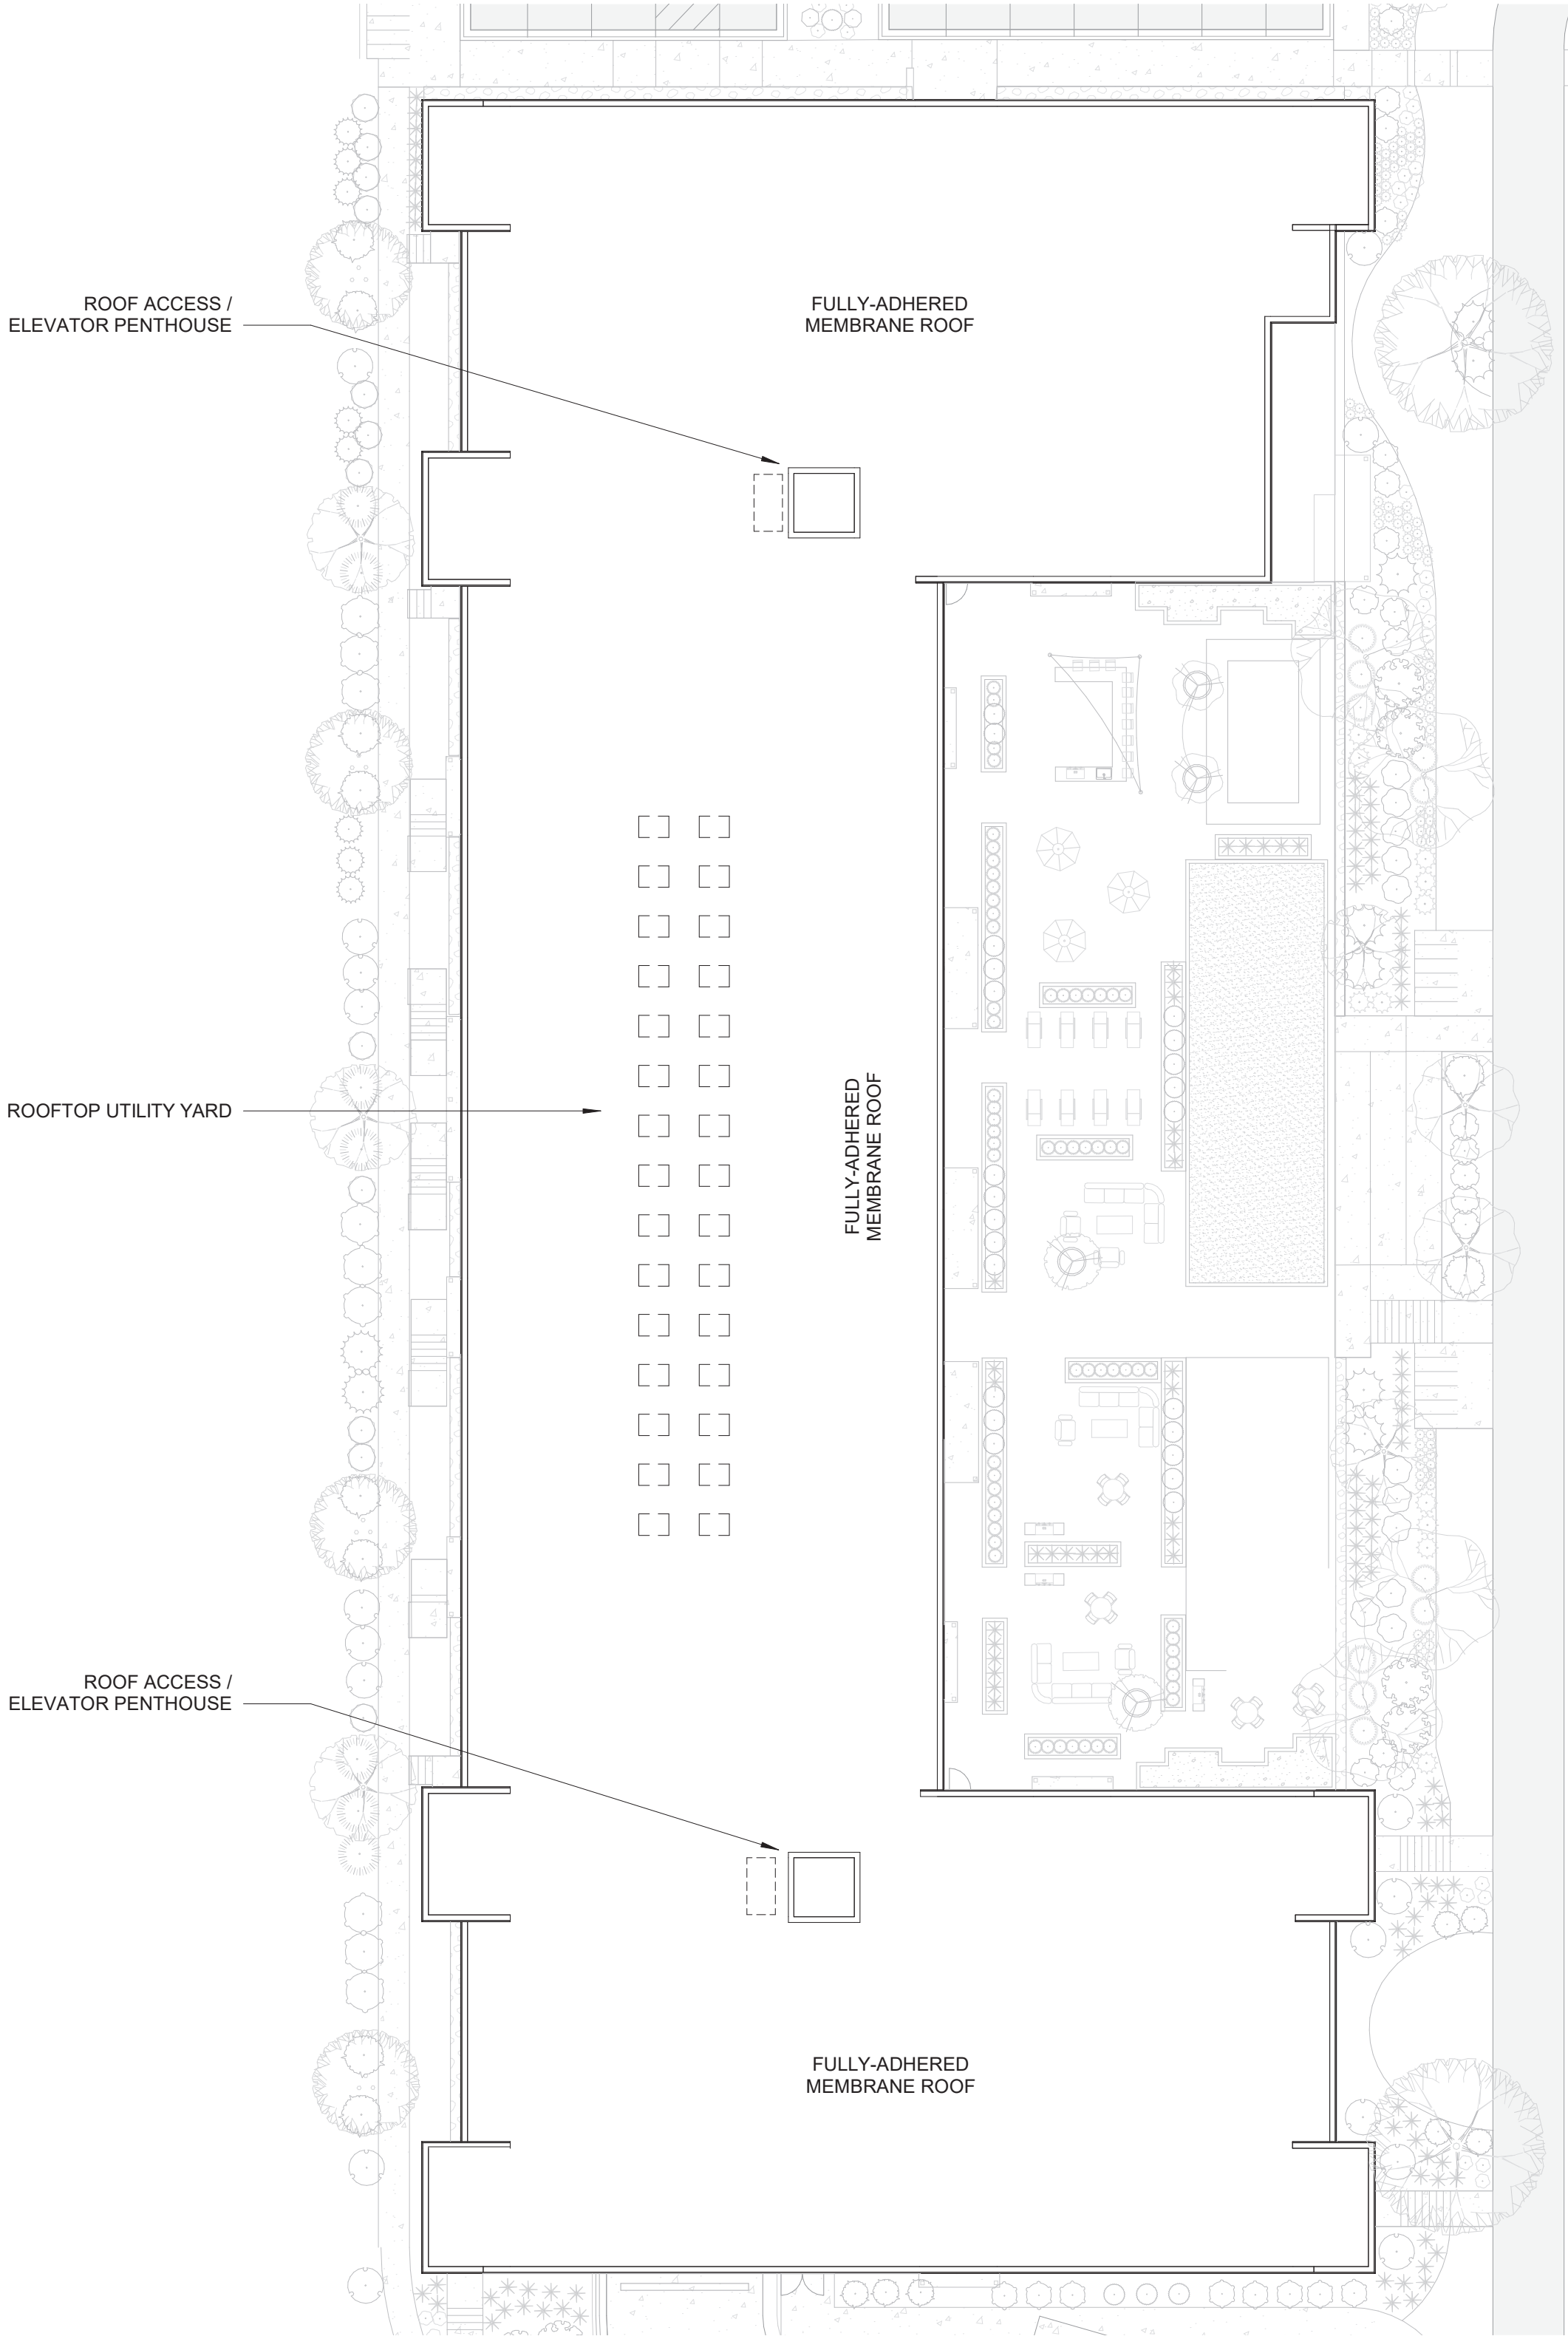 ROOF ACCESS /
ELEVATOR PENTHOUSE
FULLY-ADHERED
MEMBRANE ROOF
ROOFTOP UTILITY YARD
FULLY-ADHERED
MEMBRANE ROOF
ROOF ACCESS /
ELEVATOR PENTHOUSE
FULLY-ADHERED
MEMBRANE ROOF